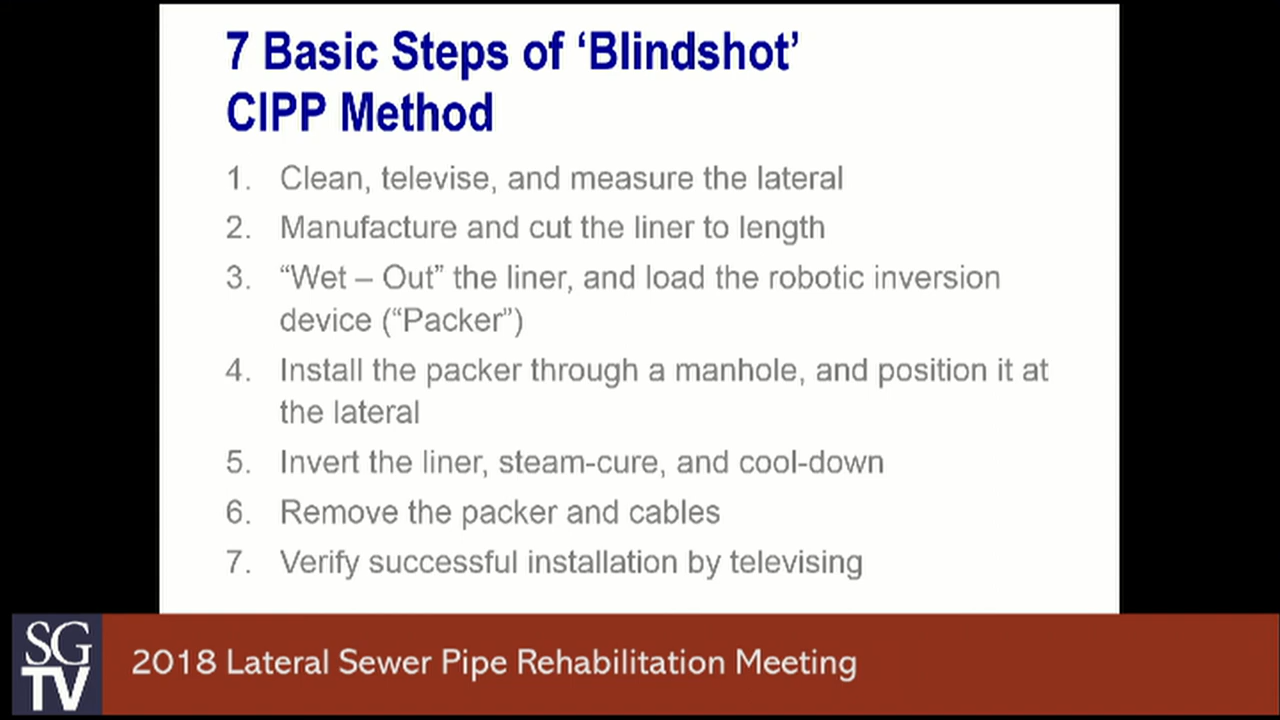 7 Basic Steps of ‘Blindshot’
CIPP Method
1. Clean, televise, and measure the lateral
2. Manufacture and cut the liner to length
3. “Wet – Out” the liner, and load the robotic inversion
device (“Packer”)
4. Install the packer through a manhole, and position it at
the lateral
5. Invert the liner, steam-cure, and cool-down
6. Remove the packer and cables
7. Verify successful installation by televising
SG
TV
2018 Lateral Sewer Pipe Rehabilitation Meeting